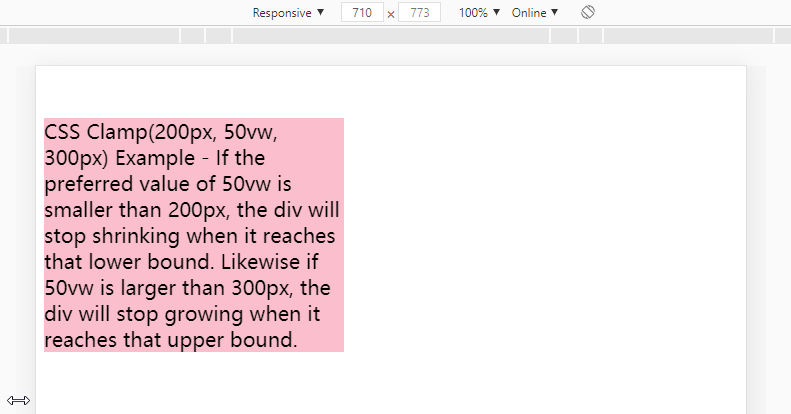 Responsive ▼ 710 × 773 100% ▼ Online ▼
CSS Clamp(200px, 50vw,
300px) Example - If the
preferred value of 50vw is
smaller than 200px, the div will
stop shrinking when it reaches
that lower bound. Likewise if
50vw is larger than 300px, the
div will stop growing when it
reaches that upper bound.